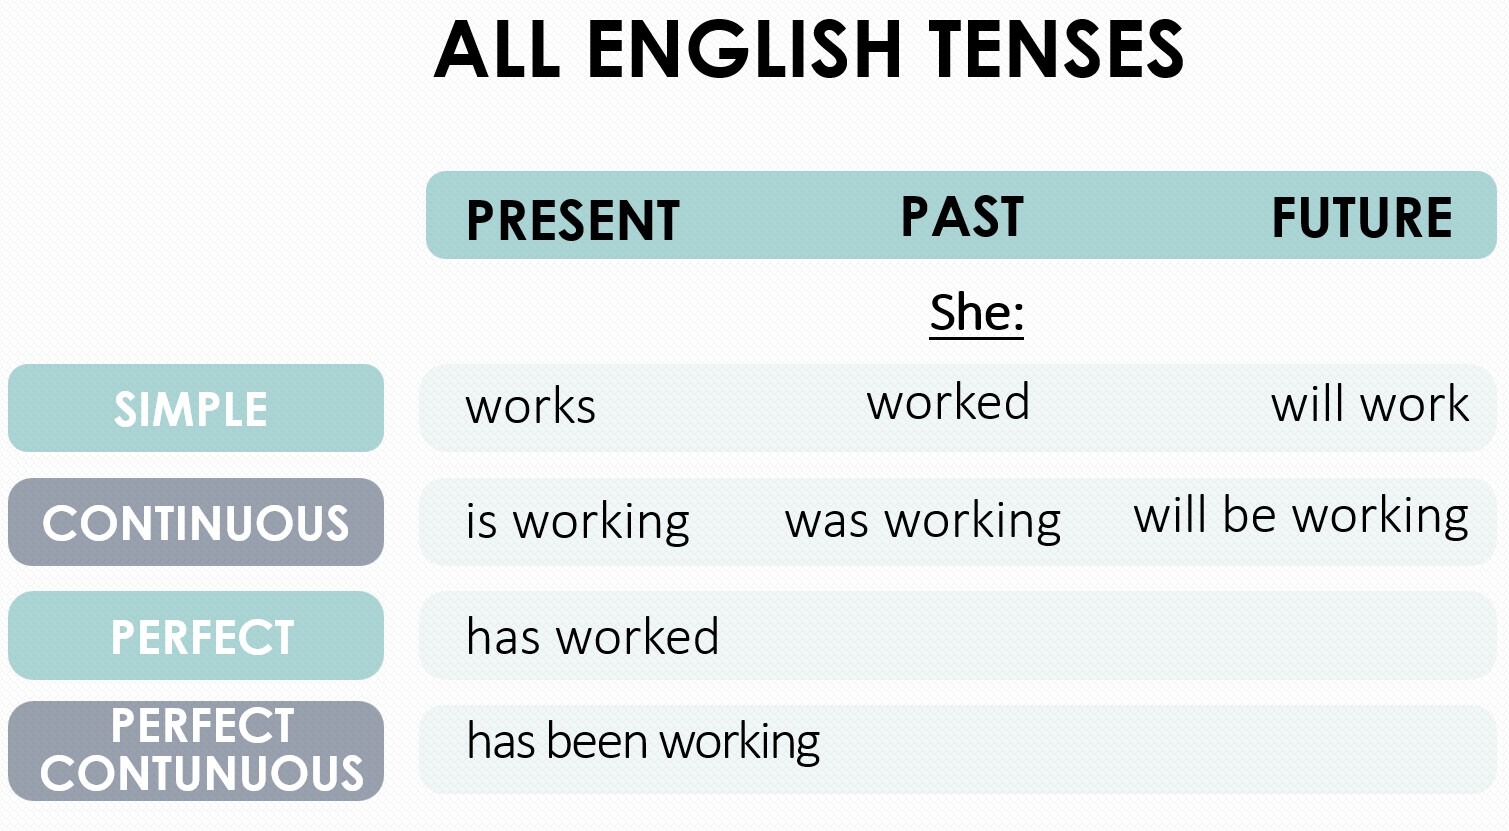 ALL ENGLISH TENSES
PRESENT PAST FUTURE
She:
SIMPLE works worked will work
CONTINUOUS is working was working will be working
PERFECT has worked
PERFECT
CONTUNUOUS has been working